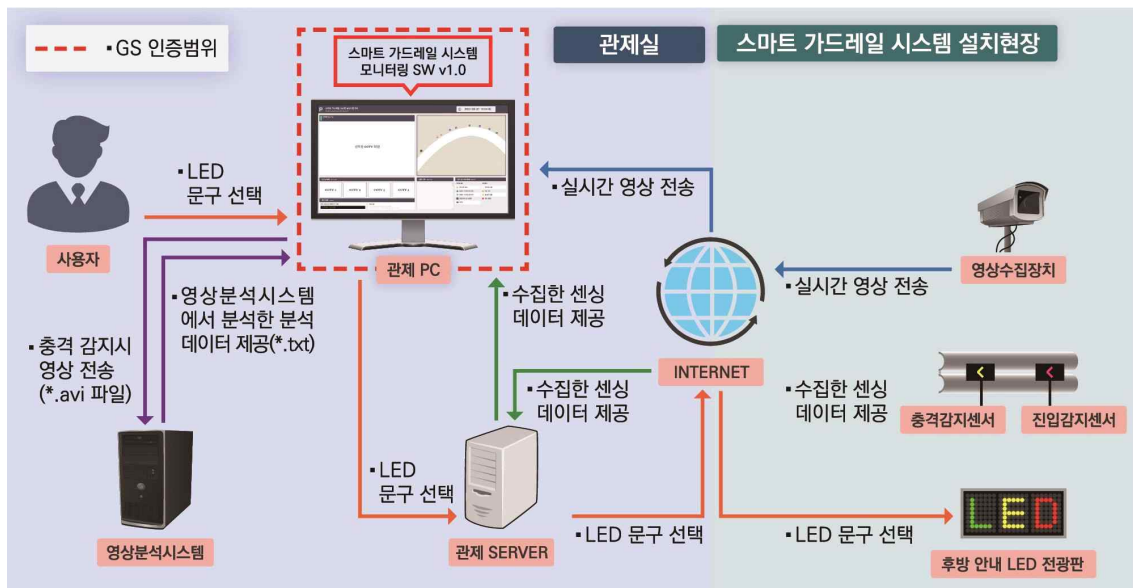 ▪ GS 인증범위
스마트 가드레일 시스템
모니터링 SW v1.0
관제실
스마트 가드레일 시스템 설치현장
▪ LED
문구 선택
사용자
관제 PC
▪ 실시간 영상 전송
영상수집장치
▪ 실시간 영상 전송
▪ 영상분석시스템
에서 분석한 분석
데이터 제공(*.txt)
▪ 수집한 센싱
데이터 제공
▪ 충격 감지시
영상 전송
(*.avi 파일)
INTERNET
▪ 수집한 센싱
데이터 제공
수집한 센싱
데이터 제공
충격감지센서
진입감지센서
▪ LED
문구 선택
영상분석시스템
관제 SERVER
▪ LED 문구 선택
▪ LED 문구 선택
LED
후방 안내 LED 전광판